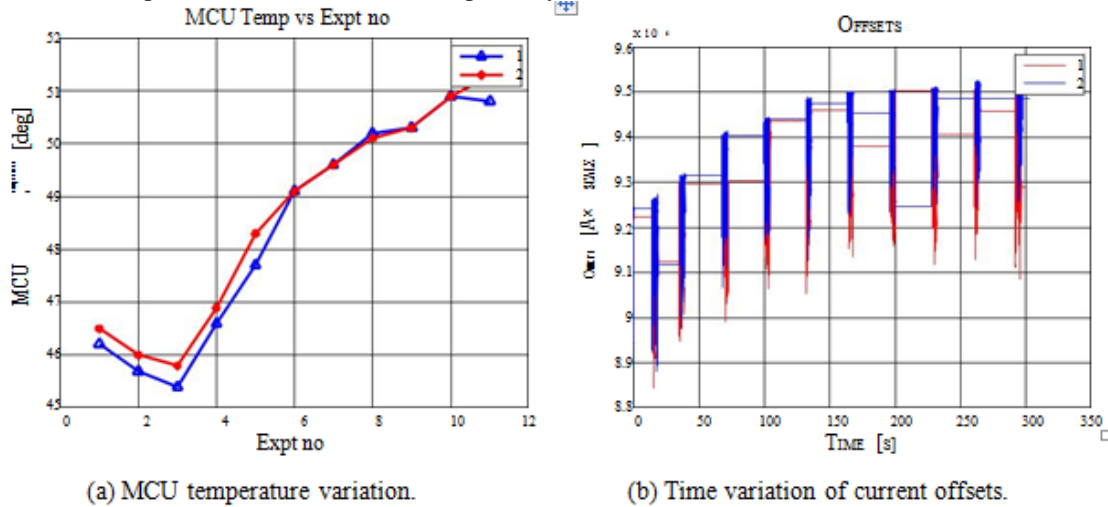 MCU Temp vs Expt no
52
51
50
49
48
47
46
45
[deg]
MCU
1
2
0 2 4 6 8 10 12
Expt no
(a) MCU temperature variation.
OFFSETS
x 10
9.6
9.5
9.4
9.3
9.2
9.1
9
8.9
8.8
1
2
0 50 100 150 200 250 300 350
TIME [s]
(b) Time variation of current offsets.